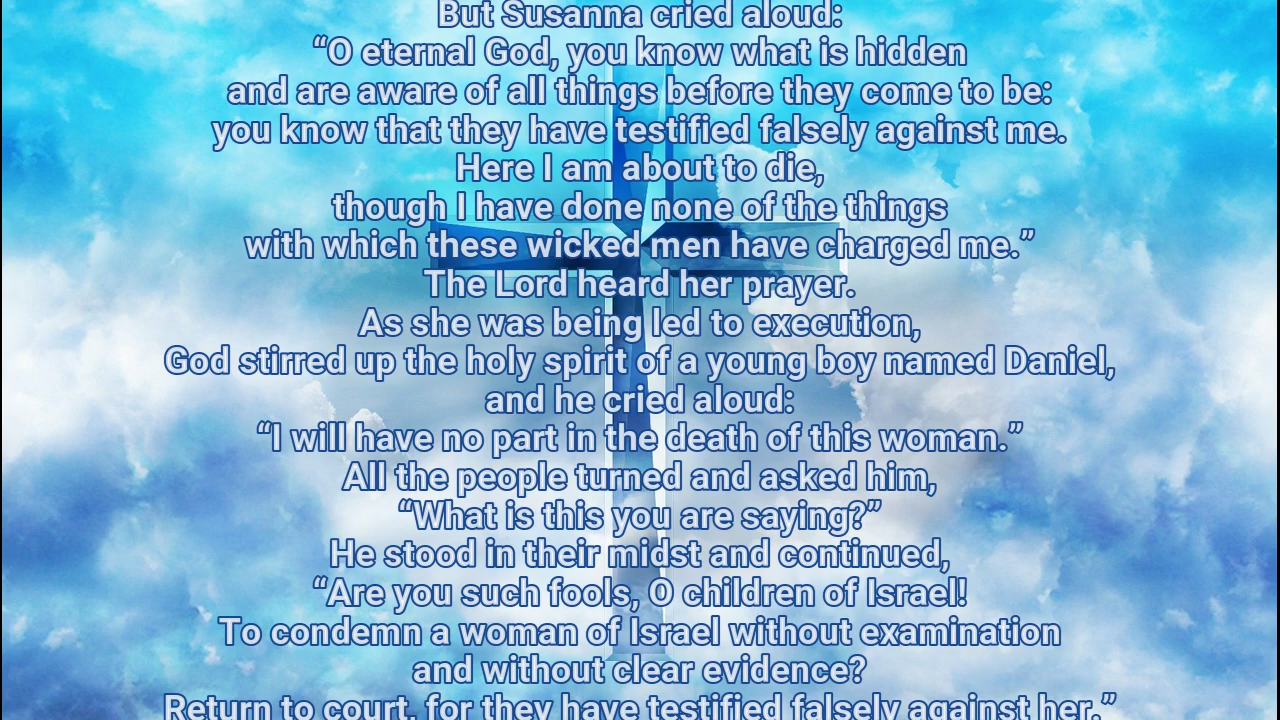 But Susanna cried aloud:
“O eternal God, you know what is hidden
and are aware of all things before they come to be:
you know that they have testified falsely against me.
Here I am about to die,
though I have done none of the things
with which these wicked men have charged me.”
The Lord heard her prayer.
As she was being led to execution,
God stirred up the holy spirit of a young boy named Daniel,
and he cried aloud:
“I will have no part in the death of this woman.”
All the people turned and asked him,
“What is this you are saying?”
He stood in their midst and continued,
“Are you such fools, O children of Israel!
To condemn a woman of Israel without examination
and without clear evidence?
Return to court, for they have testified falsely against her.”